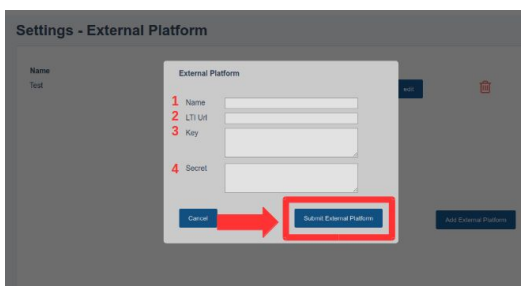 Settings - External Platform
Name
Test
edit
External Platform
1 Name
2 LTI Url
3 Key
4 Secret
Cancel
Submit External Platform
Add External Platform